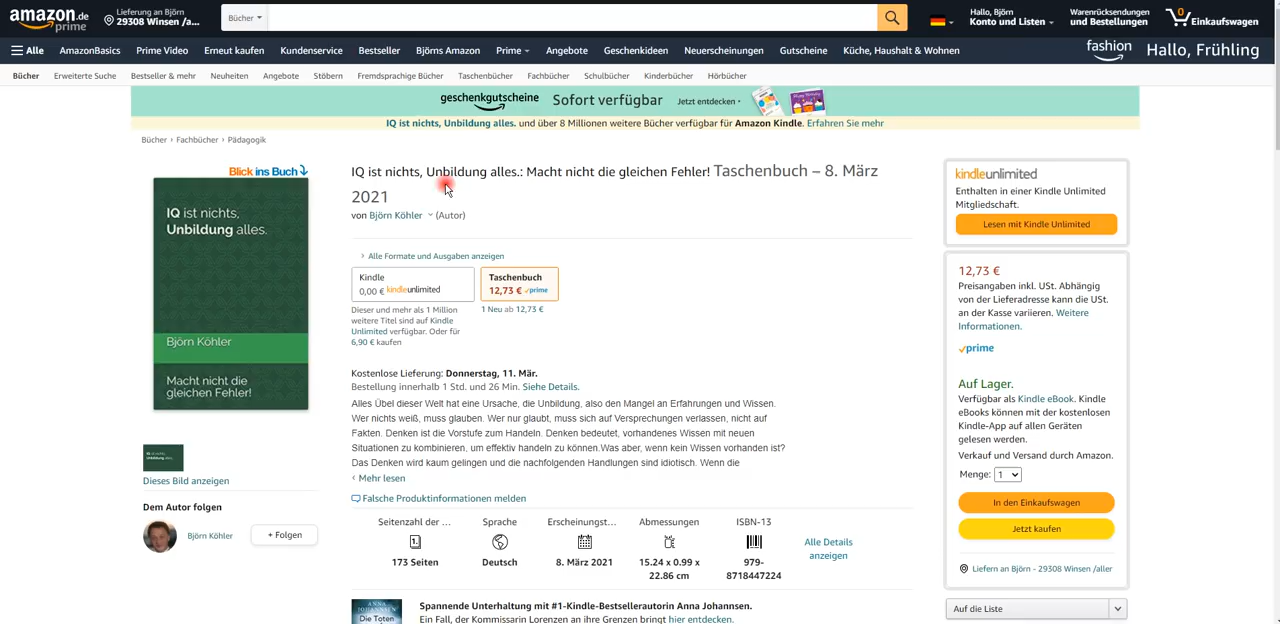 amazon.de
prime
Lieferung an Björn
29308 Winsen /a...
Bücher
Hallo, Björn
Konto und Listen
Warenrücksendungen
und Bestellungen
0
Einkaufswagen
Alle
AmazonBasics
Prime Video
Erneut kaufen
Kundenservice
Bestseller
Björns Amazon
Prime
Angebote
Geschenkideen
Neuerscheinungen
Gutscheine
Küche, Haushalt & Wohnen
fashion
Hallo, Frühling
Bücher
Erweiterte Suche
Bestseller & mehr
Neuheiten
Angebote
Stöbern
Fremdsprachige Bücher
Taschenbücher
Fachbücher
Schulbücher
Kinderbücher
Hörbücher
geschenkgutscheine
Sofort verfügbar
Jetzt entdecken ›
IQ ist nichts, Unbildung alles. und über 8 Millionen weitere Bücher verfügbar für Amazon Kindle. Erfahren Sie mehr
Bücher › Fachbücher › Pädagogik
Blick ins Buch
IQ ist nichts,
Unbildung alles.
Björn Köhler
Macht nicht die
gleichen Fehler!
Dieses Bild anzeigen
Dem Autor folgen
Björn Köhler
+ Folgen
IQ ist nichts, Unbildung alles.: Macht nicht die gleichen Fehler! Taschenbuch – 8. März
2021
von Björn Köhler (Autor)
› Alle Formate und Ausgaben anzeigen
Kindle
0,00 € kindleunlimited
Taschenbuch
12,73 € prime
Dieser und mehr als 1 Million
weitere Titel sind auf Kindle
Unlimited verfügbar. Oder für
6,90 € kaufen
1 Neu ab 12,73 €
Kostenlose Lieferung: Donnerstag, 11. Mär.
Bestellung innerhalb 1 Std. und 26 Min. Siehe Details.
Alles Übel dieser Welt hat eine Ursache, die Unbildung, also den Mangel an Erfahrungen und Wissen.
Wer nichts weiß, muss glauben. Wer nur glaubt, muss sich auf Versprechungen verlassen, nicht auf
Fakten. Denken ist die Vorstufe zum Handeln. Denken bedeutet, vorhandenes Wissen mit neuen
Situationen zu kombinieren, um effektiv handeln zu können.Was aber, wenn kein Wissen vorhanden ist?
Das Denken wird kaum gelingen und die nachfolgenden Handlungen sind idiotisch. Wenn die
‹ Mehr lesen
Falsche Produktinformationen melden
Seitenzahl der ...
173 Seiten
Sprache
Deutsch
Erscheinungst...
8. März 2021
Abmessungen
15.24 x 0.99 x
22.86 cm
ISBN-13
979-
8718447224
Alle Details
anzeigen
ANNA
JOHANNSEN
Die Toten
Spannende Unterhaltung mit #1-Kindle-Bestsellerautorin Anna Johannsen.
Ein Fall, der Kommissarin Lorenzen an ihre Grenzen bringt hier entdecken.
kindleunlimited
Enthalten in einer Kindle Unlimited
Mitgliedschaft.
Lesen mit Kindle Unlimited
12,73 €
Preisangaben inkl. USt. Abhängig
von der Lieferadresse kann die USt.
an der Kasse variieren. Weitere
Informationen.
prime
Auf Lager.
Verfügbar als Kindle eBook. Kindle
eBooks können mit der kostenlosen
Kindle-App auf allen Geräten
gelesen werden.
Verkauf und Versand durch Amazon.
Menge: 1
In den Einkaufswagen
Jetzt kaufen
Liefern an Björn - 29308 Winsen /aller
Auf die Liste